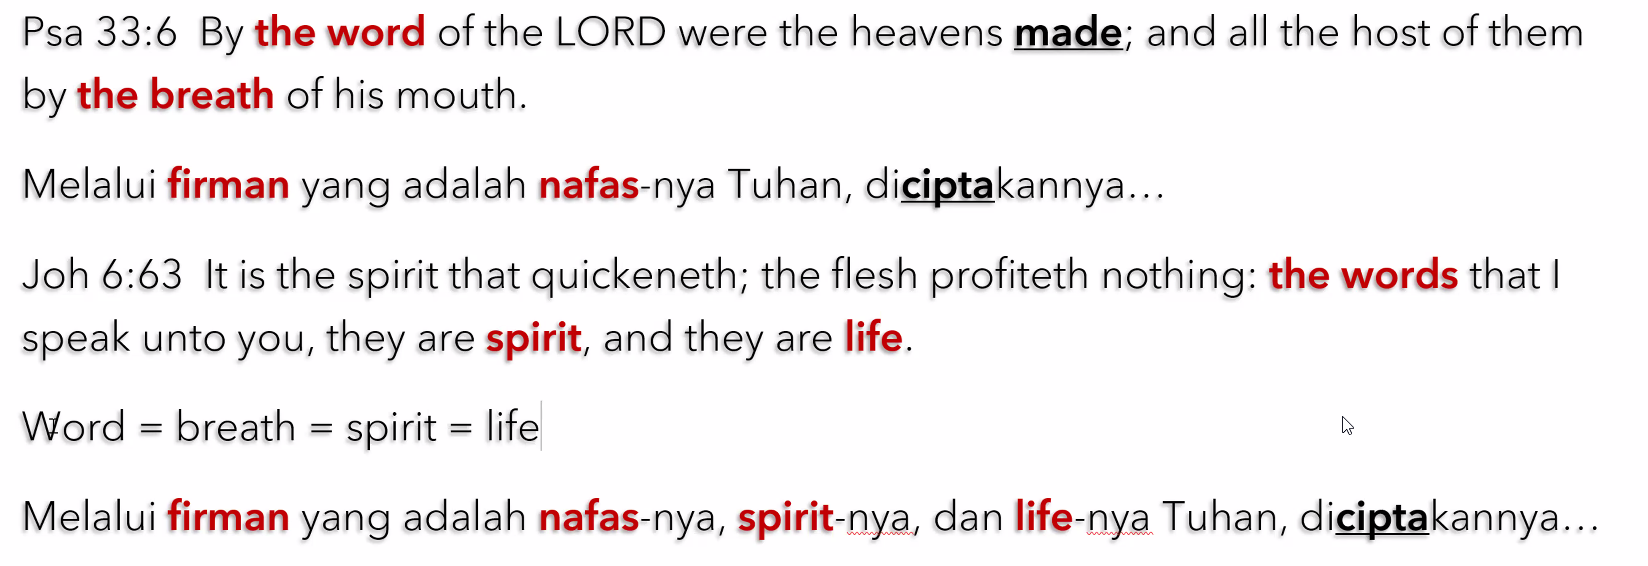 Psa 33:6  By the word of the LORD were the heavens made; and all the host of them
by the breath of his mouth.
Melalui firman yang adalah nafas-nya Tuhan, diciptakannya...
Joh 6:63  It is the spirit that quickeneth; the flesh profiteth nothing: the words that I
speak unto you, they are spirit, and they are life.
Word = breath = spirit = life
Melalui firman yang adalah nafas-nya, spirit-nya, dan life-nya Tuhan, diciptakannya...